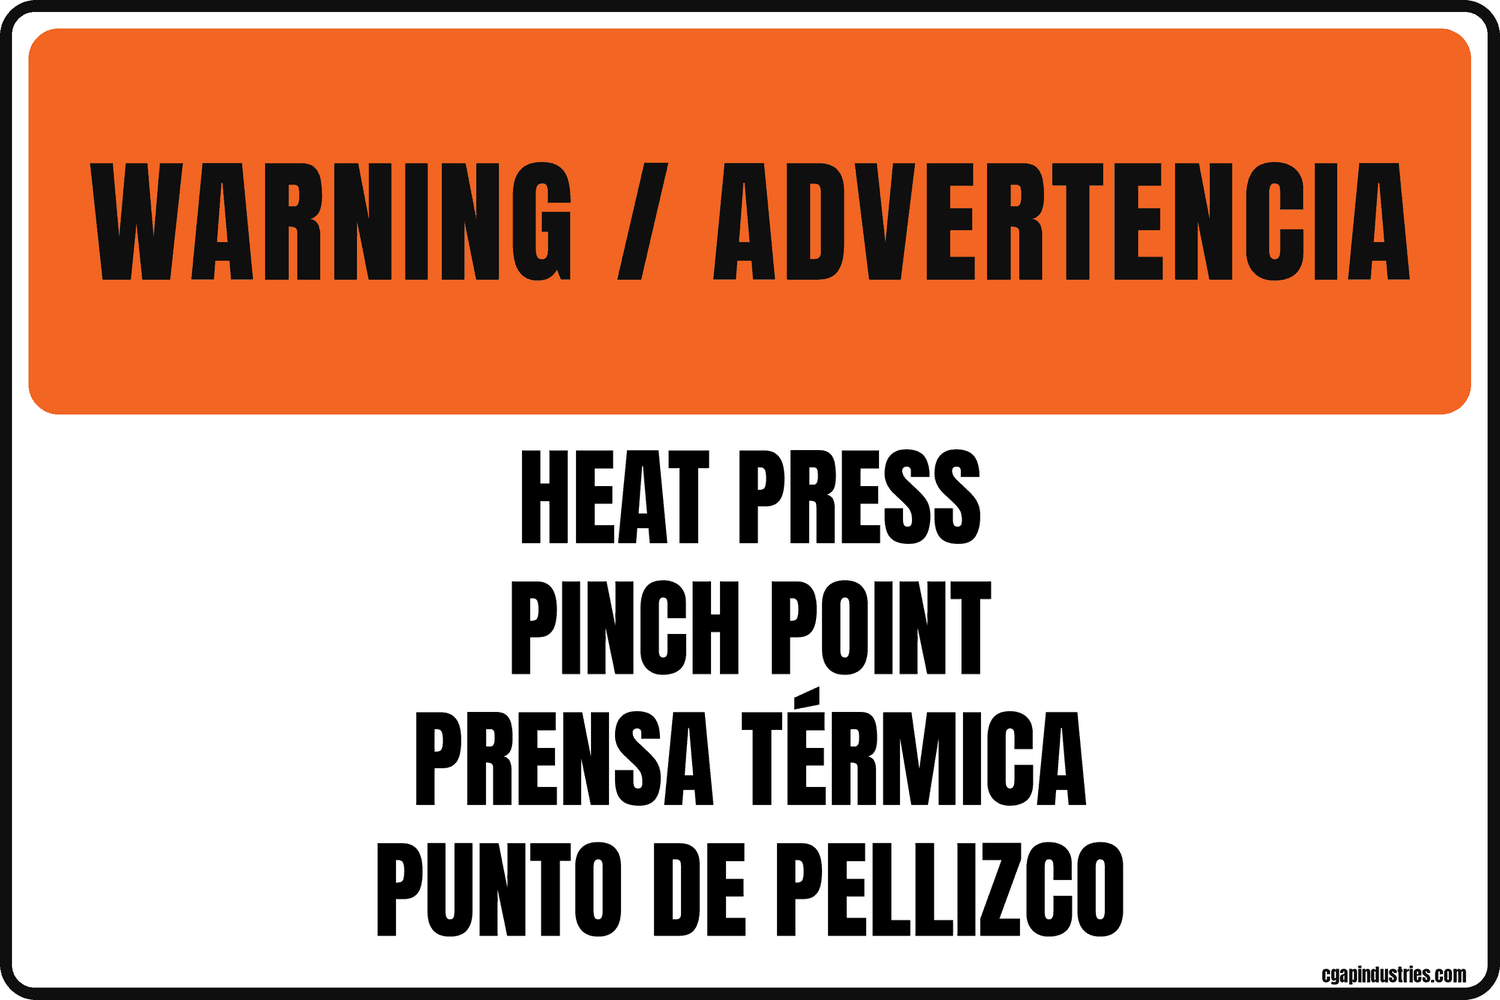 WARNING / ADVERTENCIA
HEAT PRESS
PINCH POINT
PRENSA TÉRMICA
PUNTO DE PELLIZCO
cgapindustries.com